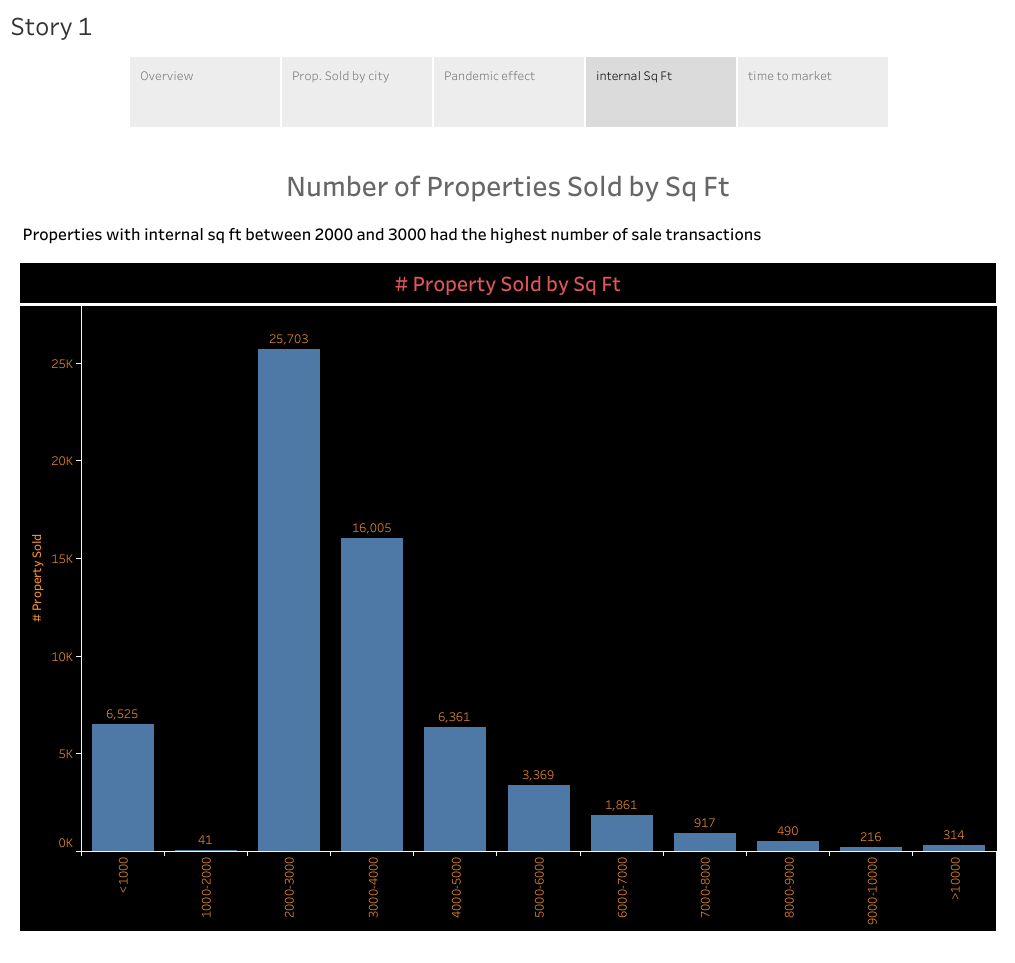 Story 1
Overview
Prop. Sold by city
Pandemic effect
internal Sq Ft
time to market
Number of Properties Sold by Sq Ft
Properties with internal sq ft between 2000 and 3000 had the highest number of sale transactions
# Property Sold by Sq Ft
# Property Sold
25K
20K
15K
10K
5K
0K
6,525
41
25,703
16,005
6,361
3,369
1,861
917
490
216
314
<1000
1000-2000
2000-3000
3000-4000
4000-5000
5000-6000
6000-7000
7000-8000
8000-9000
9000-10000
>10000